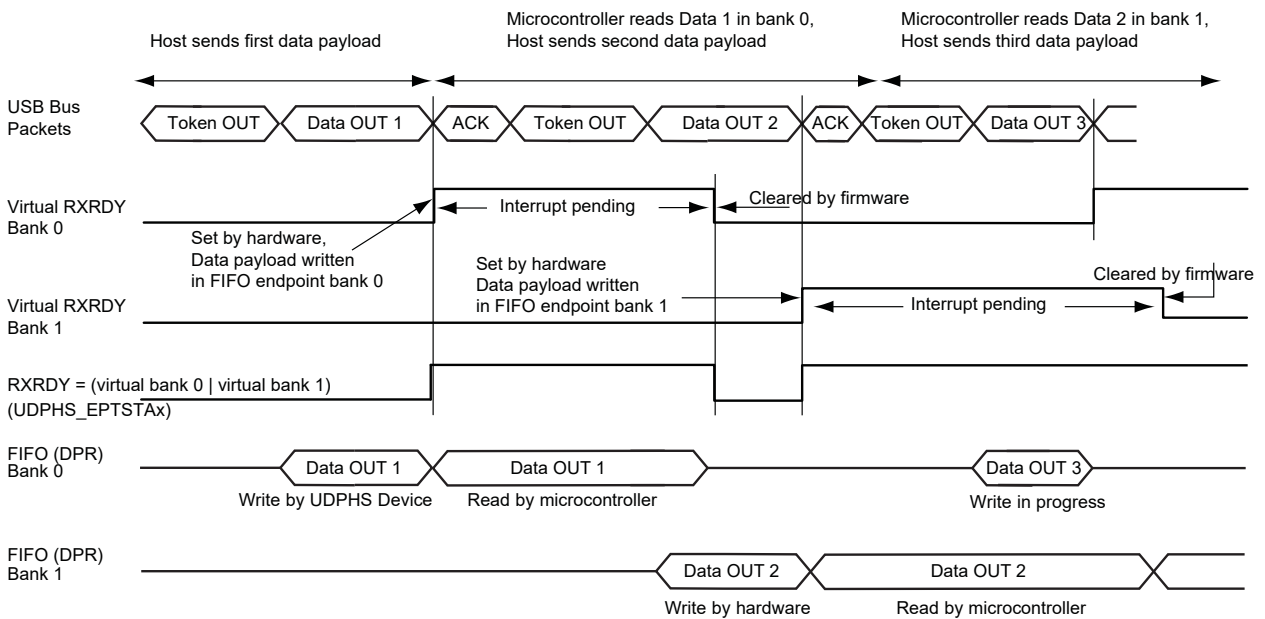 Host sends first data payload
Microcontroller reads Data 1 in bank 0,
Host sends second data payload
Microcontroller reads Data 2 in bank 1,
Host sends third data payload
USB Bus
Packets
Token OUT
Data OUT 1
ACK
Token OUT
Data OUT 2
ACK
Token OUT
Data OUT 3
Virtual RXRDY
Bank 0
Interrupt pending
Cleared by firmware
Set by hardware,
Data payload written
in FIFO endpoint bank 0
Set by hardware
Data payload written
in FIFO endpoint bank 1
Cleared by firmware
Virtual RXRDY
Bank 1
Interrupt pending
RXRDY = (virtual bank 0 | virtual bank 1)
(UDPHS_EPTSTAx)
FIFO (DPR)
Bank 0
Data OUT 1
Data OUT 1
Data OUT 3
Write by UDPHS Device
Read by microcontroller
Write in progress
FIFO (DPR)
Bank 1
Data OUT 2
Data OUT 2
Write by hardware
Read by microcontroller